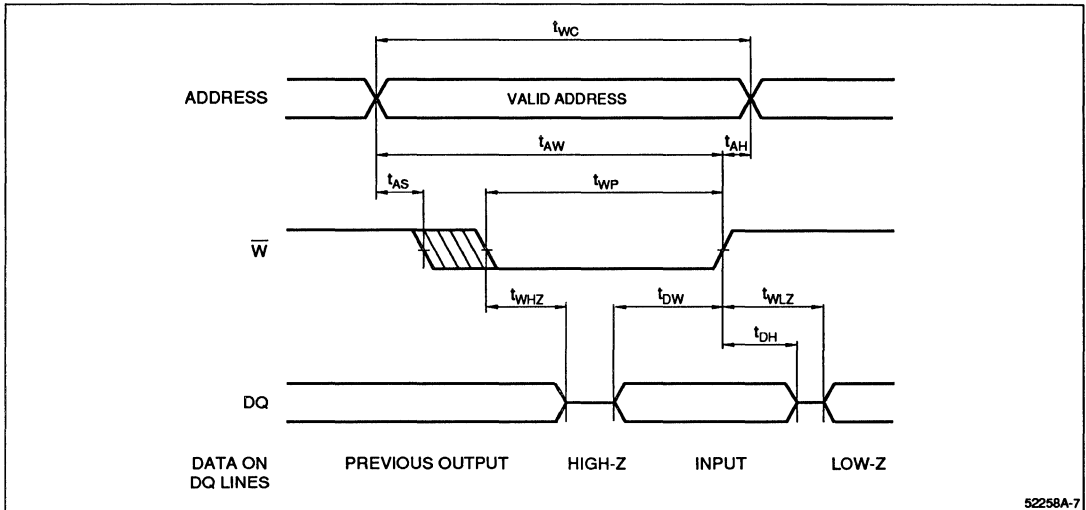 tWC
ADDRESS
VALID ADDRESS
tAW
tAH
tAS
tWP
W
tWHZ
tDW
tWLZ
tDH
DQ
DATA ON
DQ LINES
PREVIOUS OUTPUT
HIGH-Z
INPUT
LOW-Z
52258A-7